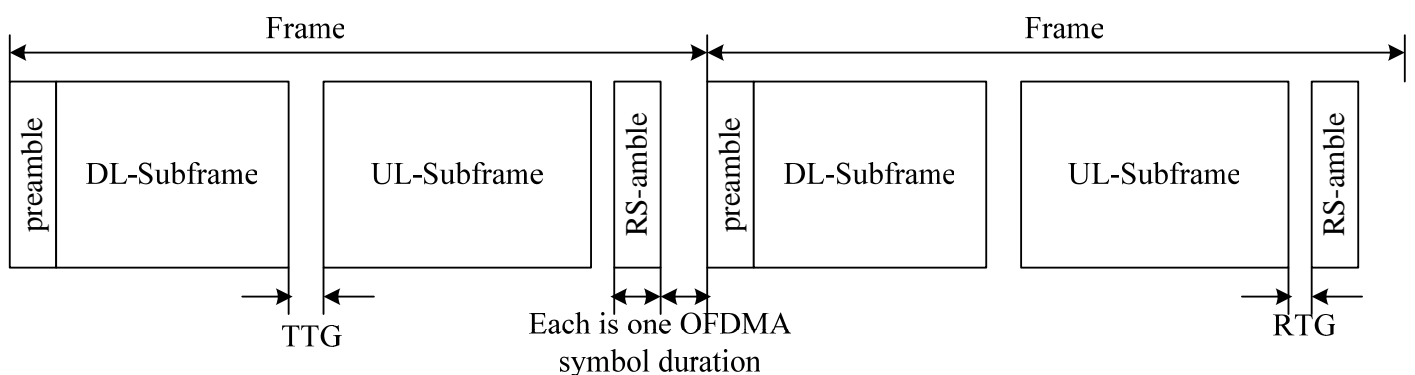 Frame
Frame
preamble
DL-Subframe
UL-Subframe
RS-amble
preamble
DL-Subframe
UL-Subframe
RS-amble
TTG
Each is one OFDMA
symbol duration
RTG